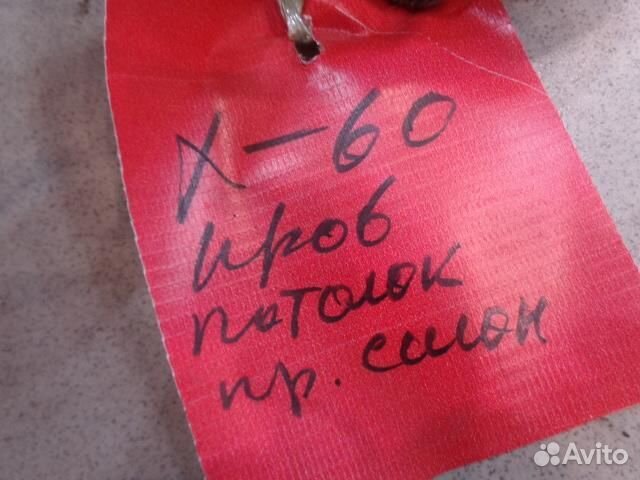 X-60
пров
потолок
пр. салон
Avito